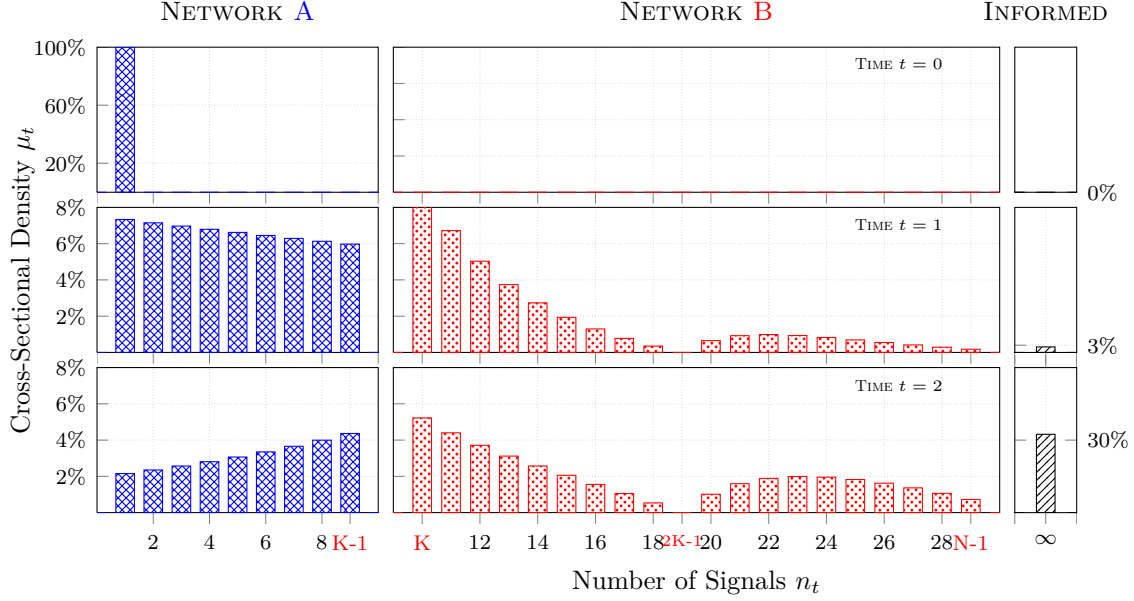 NETWORK A NETWORK B INFORMED
Cross-Sectional Density μt
100%
60%
20%
TIME t = 0
0%
8%
6%
4%
2%
TIME t = 1
3%
8%
6%
4%
2%
TIME t = 2
30%
2 4 6 8 K-1 K 12 14 16 18 2K-1 20 22 24 26 28 N-1 ∞
Number of Signals nt